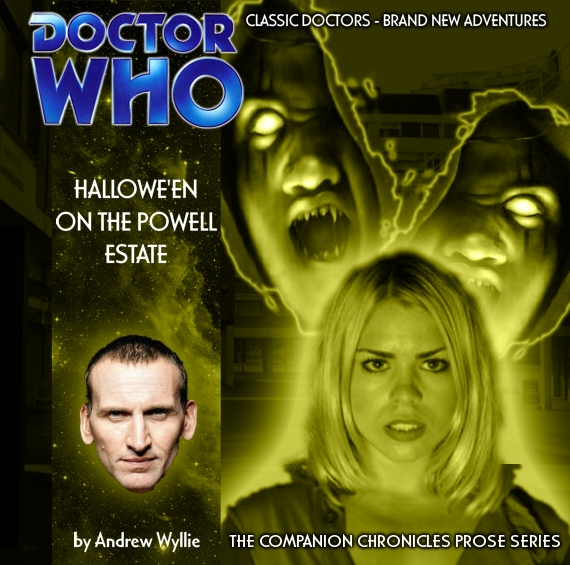 DOCTOR
WHO
CLASSIC DOCTORS - BRAND NEW ADVENTURES
HALLOWE'EN
ON THE POWELL
ESTATE
by Andrew Wyllie
THE COMPANION CHRONICLES PROSE SERIES